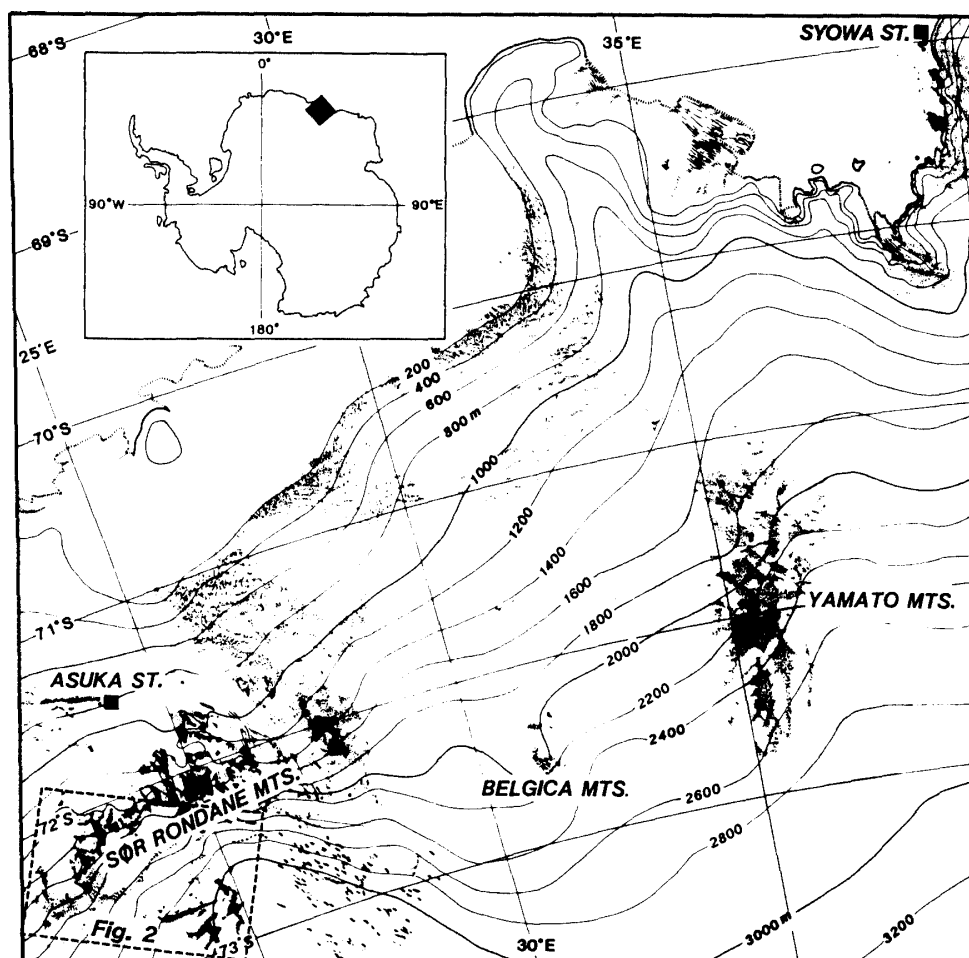 68°S
30°E
0°
90°W
90°E
180°
35°E
SYOWA ST.
69°S
25°E
70°S
200
400
600
800 m
1000
1200
1400
1600
1800
2000
2200
2400
2600
2800
3000 m
3200
71°S
YAMATO MTS.
ASUKA ST.
BELGICA MTS.
SØR RONDANE MTS.
72°S
Fig. 2
73°S
30°E